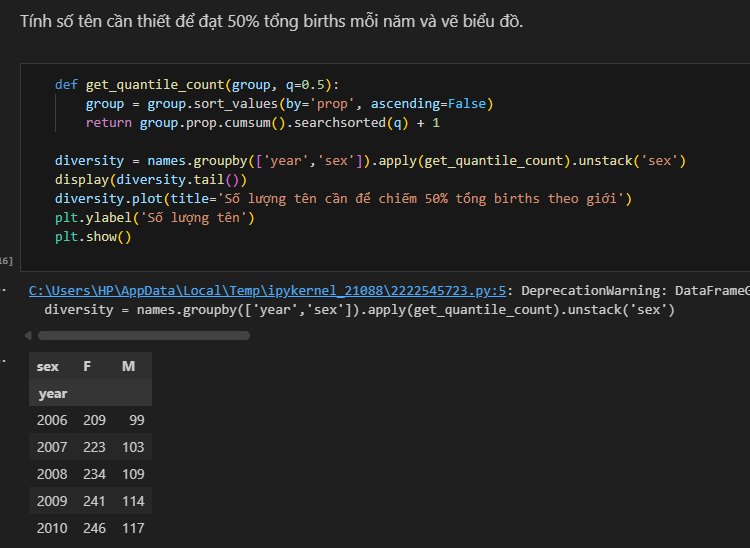 Tính số tên cần thiết để đạt 50% tổng births mỗi năm và vẽ biểu đồ.
def get_quantile_count(group, q=0.5):
    group = group.sort_values(by='prop', ascending=False)
    return group.prop.cumsum().searchsorted(q) + 1

diversity = names.groupby(['year','sex']).apply(get_quantile_count).unstack('sex')
display(diversity.tail())
diversity.plot(title='Số lượng tên cần để chiếm 50% tổng births theo giới')
plt.ylabel('Số lượng tên')
plt.show()
16]
C:\Users\HP\AppData\Local\Temp\ipykernel_21088\2222545723.py:5: DeprecationWarning: DataFrameG
  diversity = names.groupby(['year','sex']).apply(get_quantile_count).unstack('sex')
sex F M
year
2006 209 99
2007 223 103
2008 234 109
2009 241 114
2010 246 117